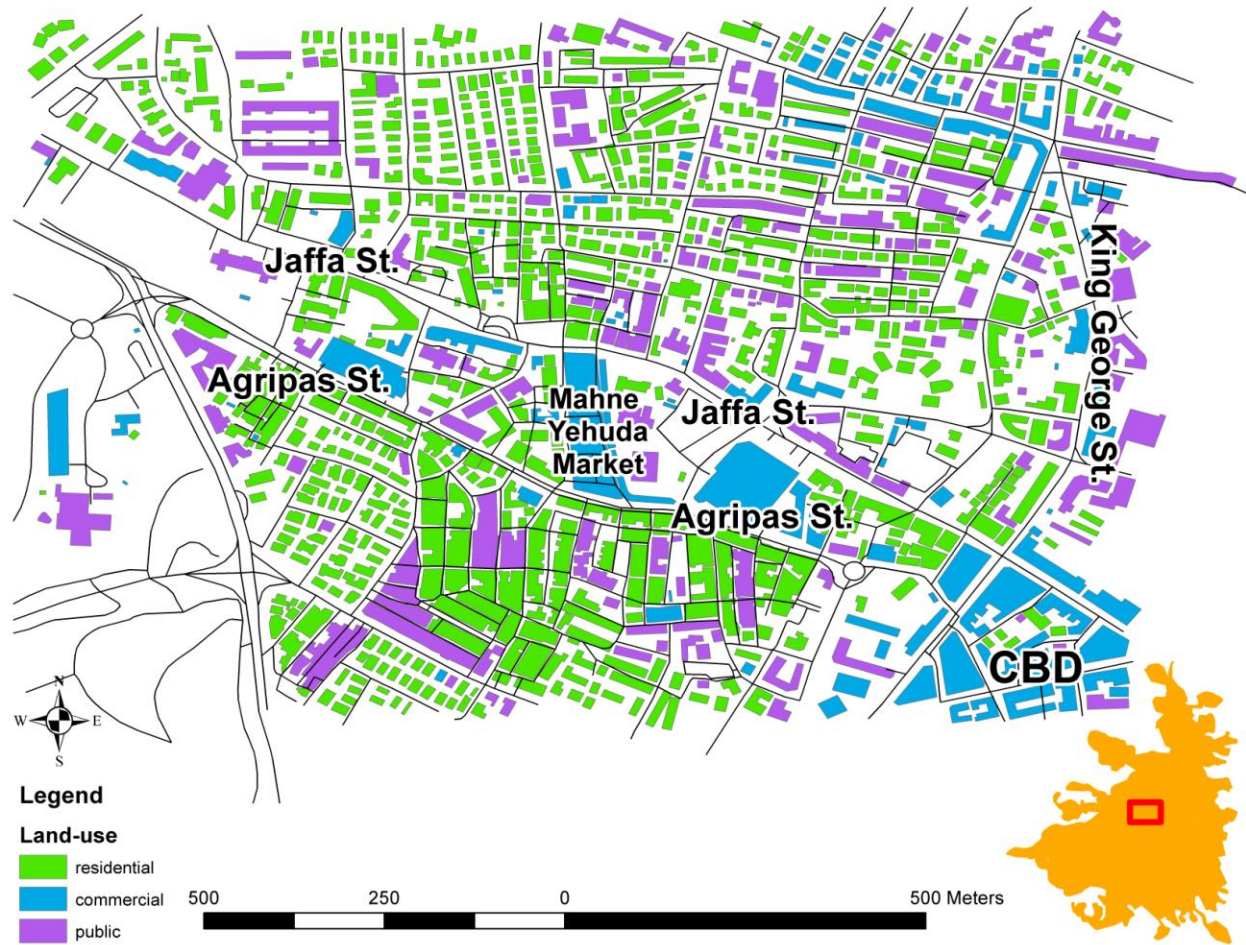 Jaffa St.
King George St.
Agripas St.
Mahne
Yehuda
Market
Jaffa St.
Agripas St.
CBD
N
W E
S
Legend
Land-use
residential
commercial
public
500 250 0 500 Meters